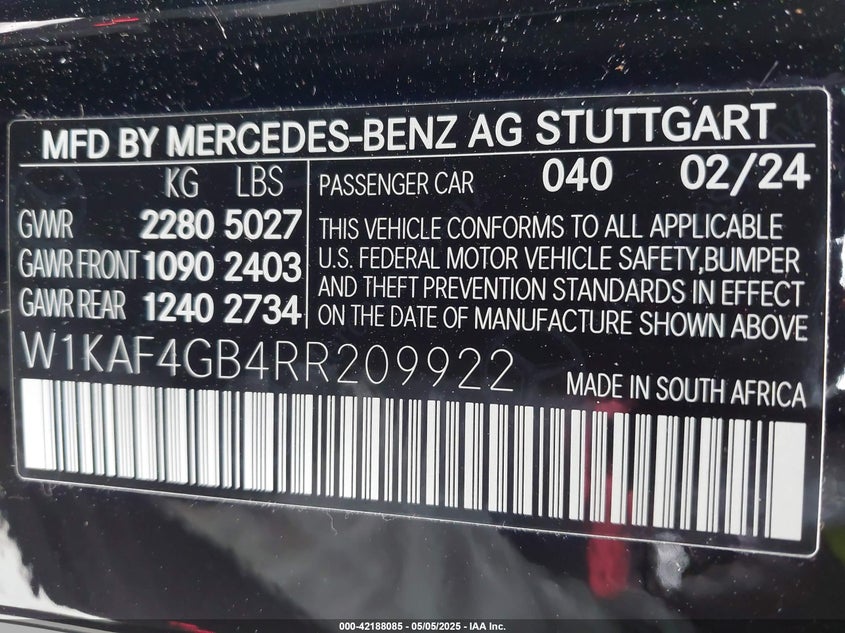 MFD BY MERCEDES-BENZ AG STUTTGART
KG LBS
GVWR 2280 5027
GAWR FRONT 1090 2403
GAWR REAR 1240 2734
PASSENGER CAR 040 02/24
THIS VEHICLE CONFORMS TO ALL APPLICABLE
U.S. FEDERAL MOTOR VEHICLE SAFETY,BUMPER
AND THEFT PREVENTION STANDARDS IN EFFECT
ON THE DATE OF MANUFACTURE SHOWN ABOVE
W1KAF4GB4RR209922
MADE IN SOUTH AFRICA
000-42188085 - 05/05/2025 - IAA Inc.